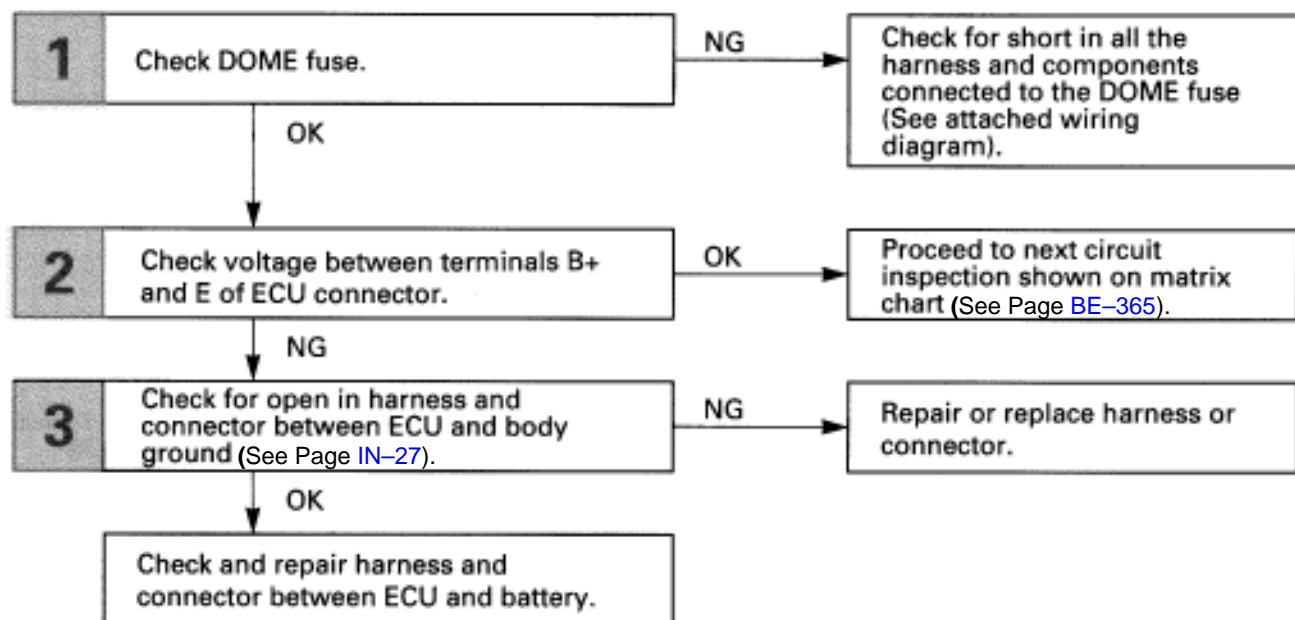 1
Check DOME fuse.
NG
Check for short in all the
harness and components
connected to the DOME fuse
(See attached wiring
diagram).
OK
2
Check voltage between terminals B+
and E of ECU connector.
OK
Proceed to next circuit
inspection shown on matrix
chart (See Page BE–365).
NG
3
Check for open in harness and
connector between ECU and body
ground (See Page IN–27).
NG
Repair or replace harness or
connector.
OK
Check and repair harness and
connector between ECU and battery.